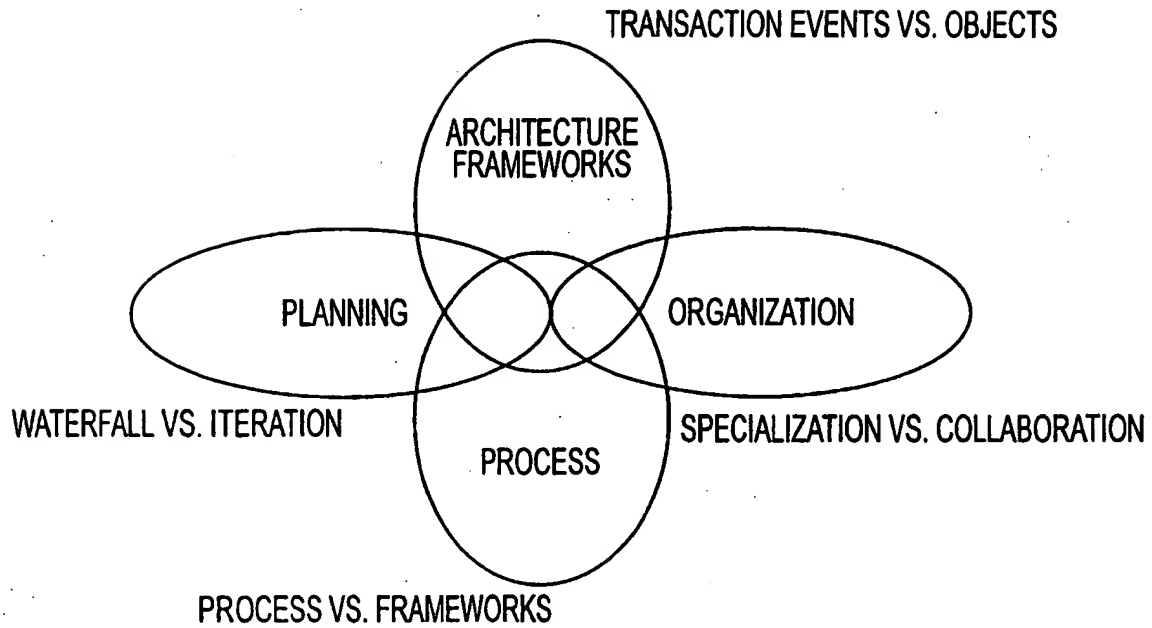 TRANSACTION EVENTS VS. OBJECTS
ARCHITECTURE
FRAMEWORKS
PLANNING
ORGANIZATION
WATERFALL VS. ITERATION
SPECIALIZATION VS. COLLABORATION
PROCESS
PROCESS VS. FRAMEWORKS